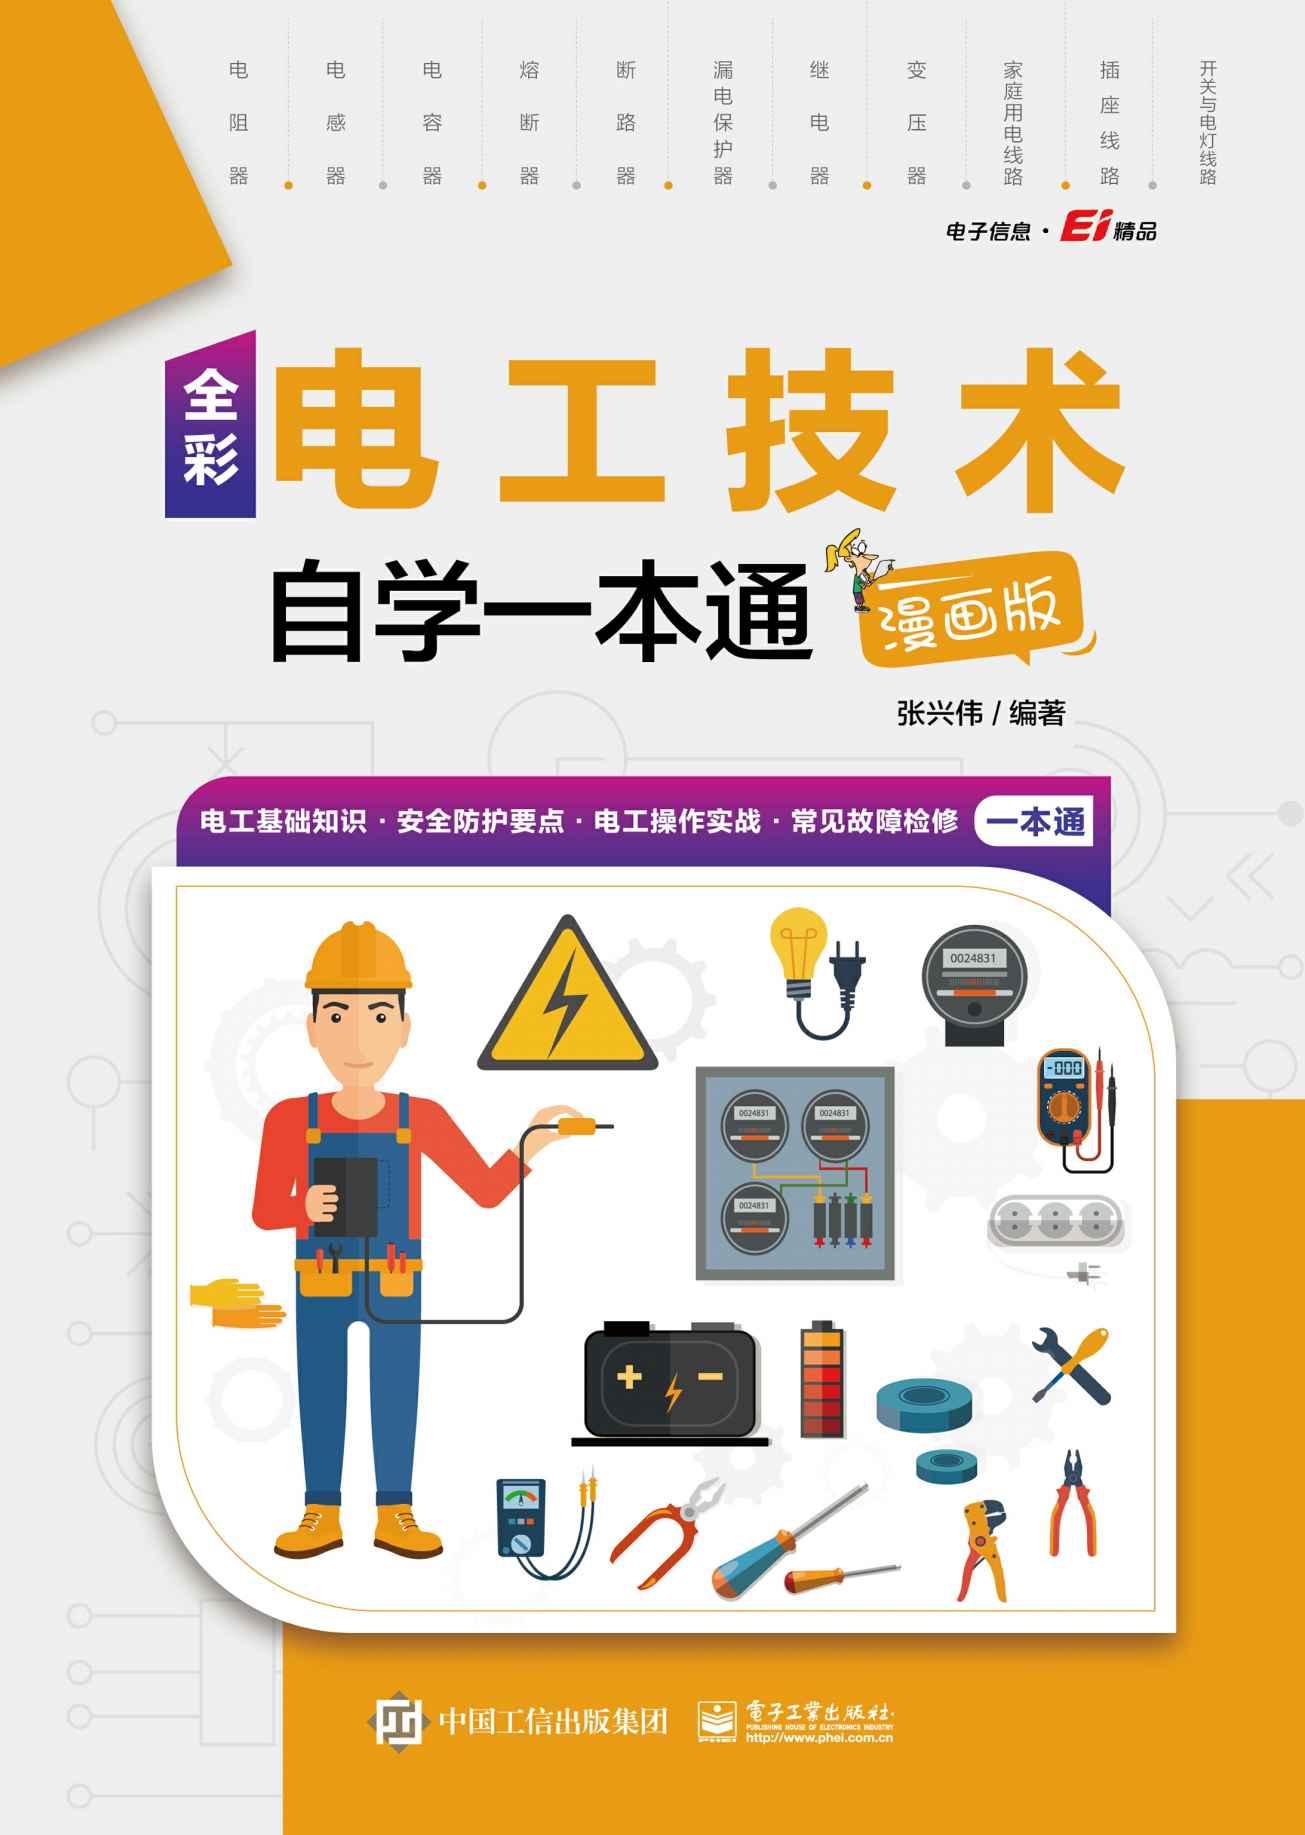 电阻器
电感器
电容器
熔断器
断路器
漏电保护器
继电器
变压器
家庭用电线路
插座线路
开关与电灯线路
电子信息·Ei精品
全彩
电工技术
自学一本通
漫画版
张兴伟 / 编著
电工基础知识·安全防护要点·电工操作实战·常见故障检修 一本通
0024831
-000
0024831
0024831
0024831
中国工信出版集团
電子工業出版社·
PUBLISHING HOUSE OF ELECTRONICS INDUSTRY
http://www.phei.com.cn